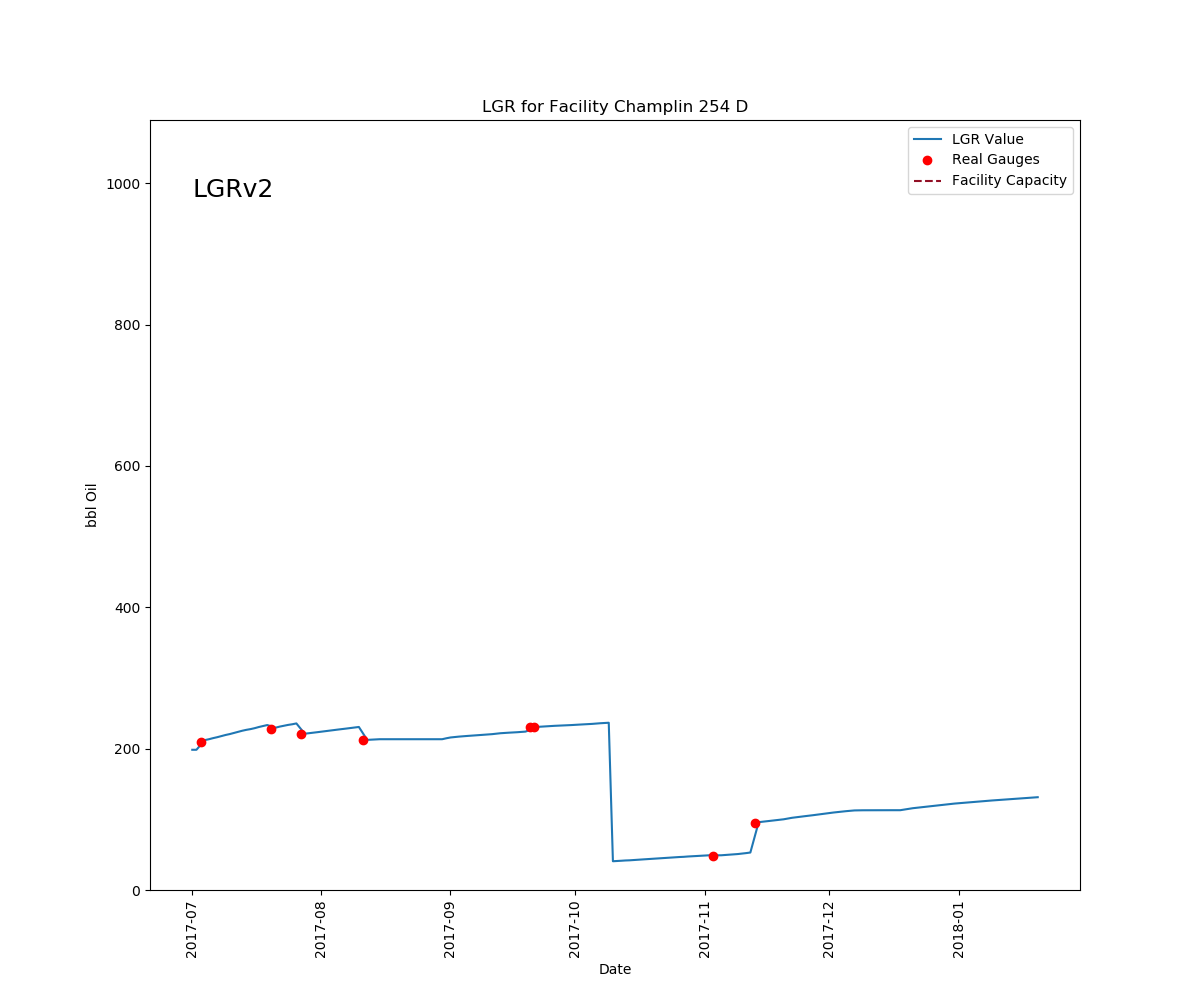 LGR for Facility Champlin 254 D
LGRv2
LGR Value
Real Gauges
Facility Capacity
bbl Oil
1000
800
600
400
200
0
2017-07
2017-08
2017-09
2017-10
2017-11
2017-12
2018-01
Date